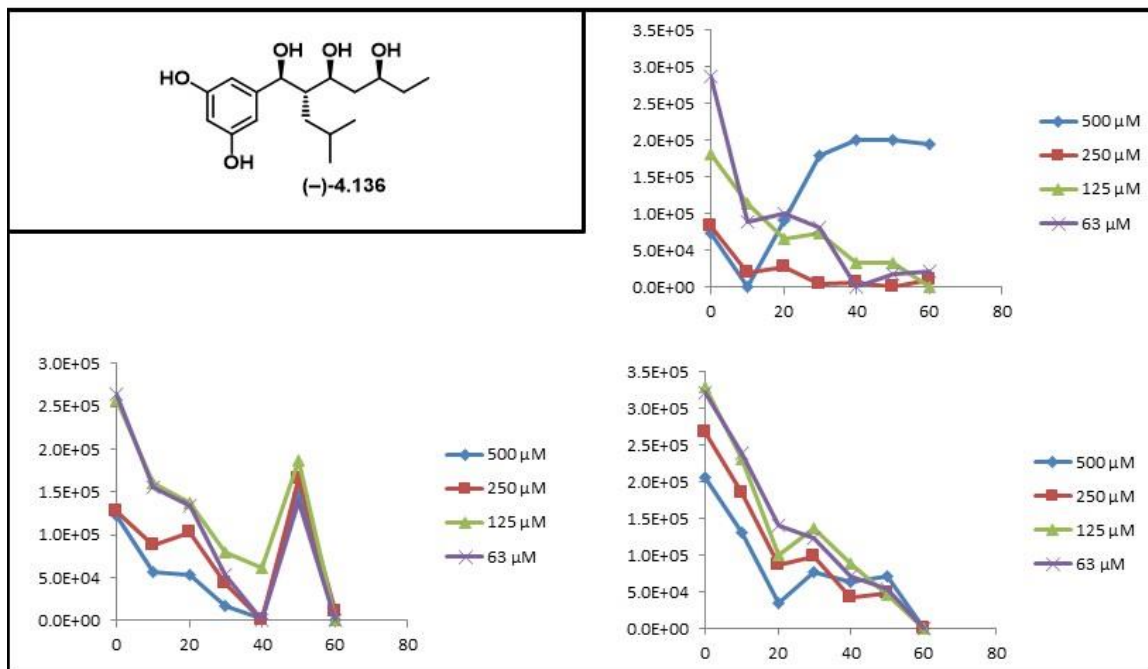 OH OH OH
HO
OH
(−)-4.136
3.5E+05
3.0E+05
2.5E+05
2.0E+05
1.5E+05
1.0E+05
5.0E+04
0.0E+00
0 20 40 60 80
500 µM
250 µM
125 µM
63 µM
3.0E+05
2.5E+05
2.0E+05
1.5E+05
1.0E+05
5.0E+04
0.0E+00
0 20 40 60 80
500 µM
250 µM
125 µM
63 µM
3.5E+05
3.0E+05
2.5E+05
2.0E+05
1.5E+05
1.0E+05
5.0E+04
0.0E+00
0 20 40 60 80
500 µM
250 µM
125 µM
63 µM